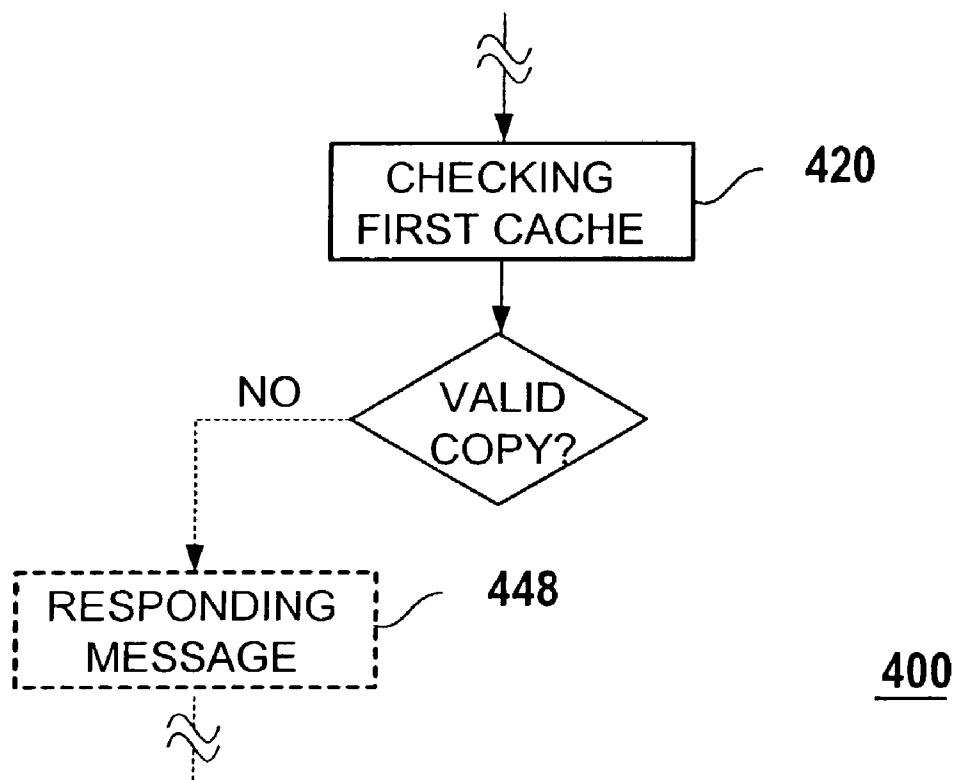 CHECKING
FIRST CACHE
420
NO
VALID
COPY?
RESPONDING
MESSAGE
448
400